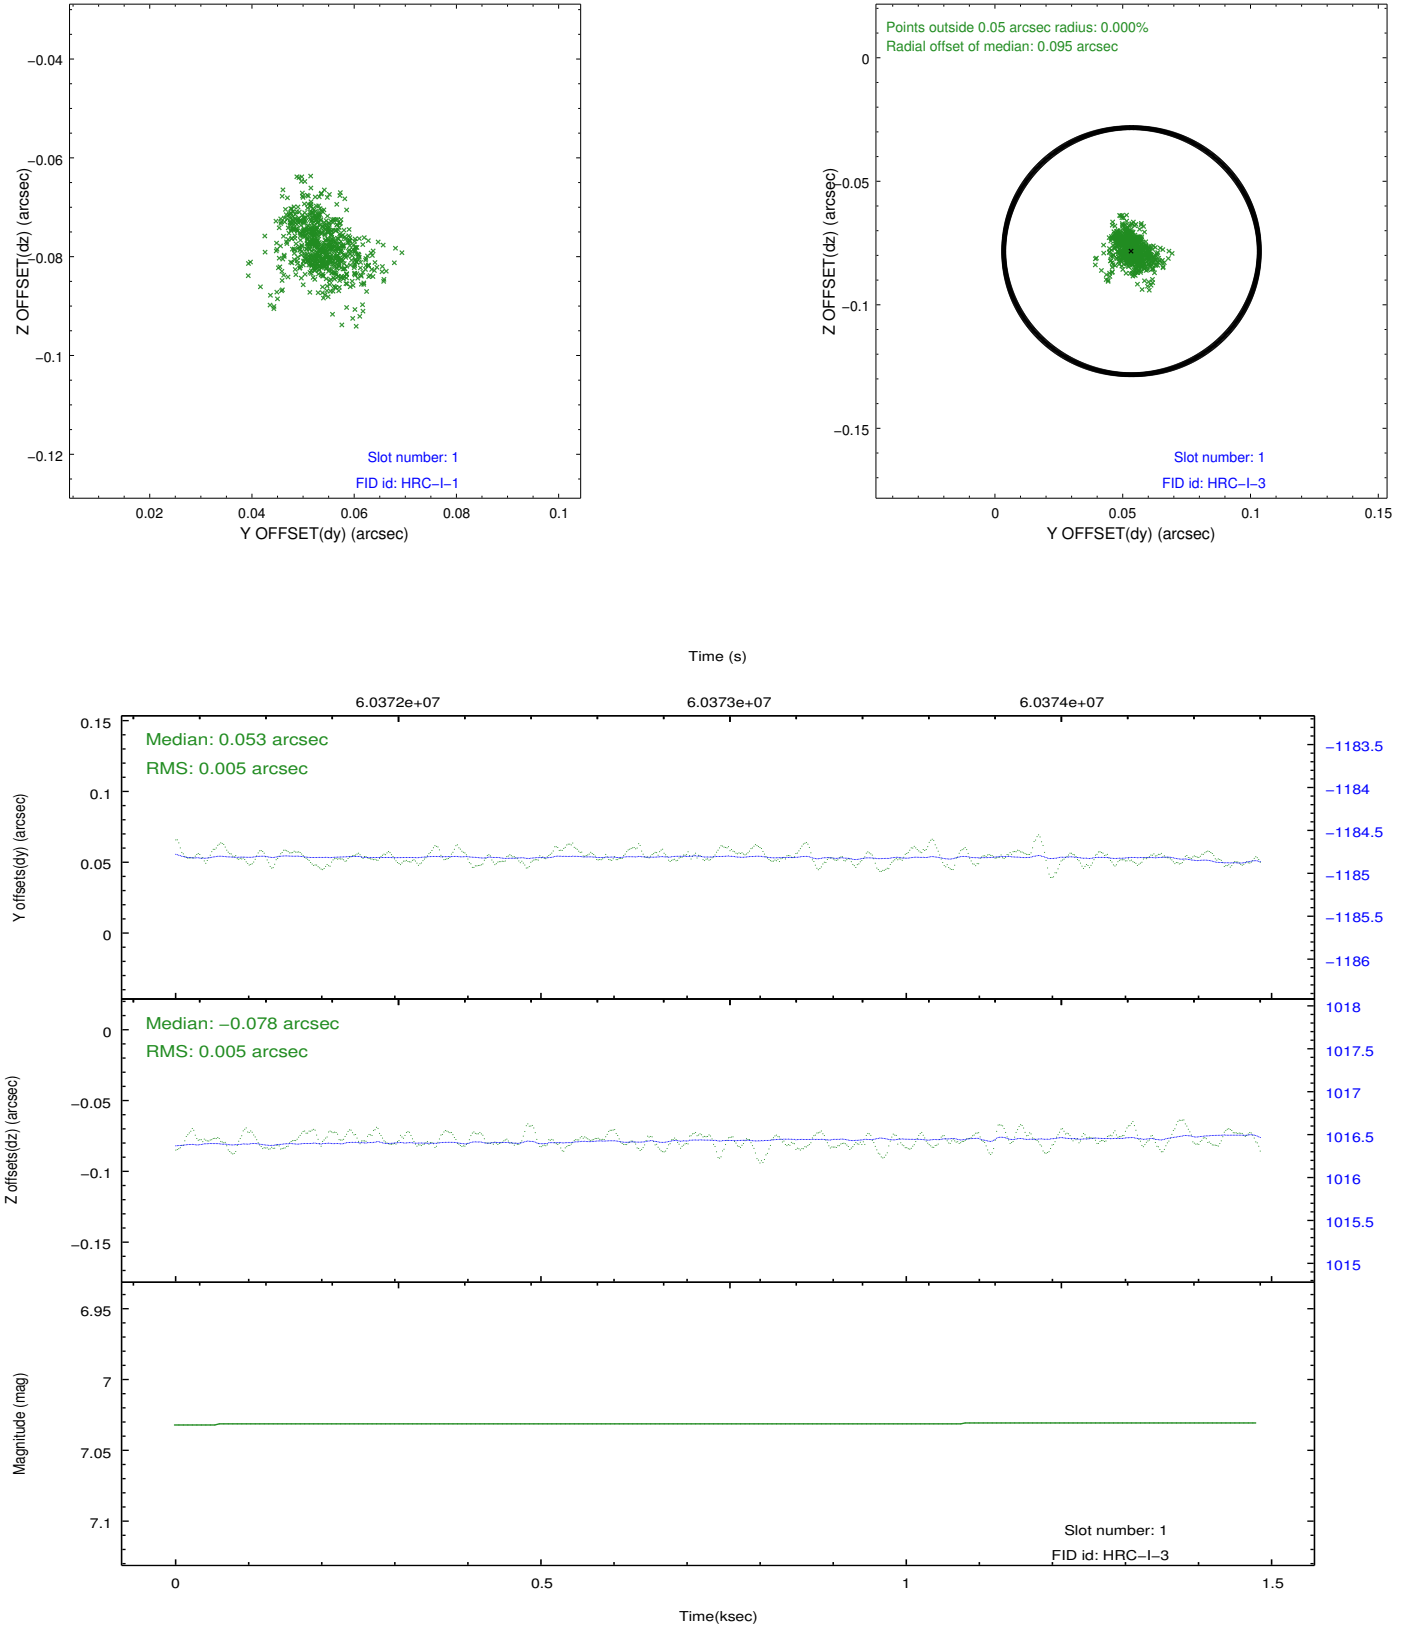 −0.04
−0.06
−0.08
−0.1
−0.12
Z OFFSET(dz) (arcsec)
Slot number: 1
FID id: HRC−I−1
0.02
0.04
0.06
0.08
0.1
Y OFFSET(dy) (arcsec)
Points outside 0.05 arcsec radius: 0.000%
Radial offset of median: 0.095 arcsec
0
−0.05
−0.1
−0.15
Z OFFSET(dz) (arcsec)
Slot number: 1
FID id: HRC−I−3
0
0.05
0.1
0.15
Y OFFSET(dy) (arcsec)
Time (s)
6.0372e+07
6.0373e+07
6.0374e+07
Median: 0.053 arcsec
RMS: 0.005 arcsec
0.15
0.1
0.05
0
Y offsets(dy) (arcsec)
−1183.5
−1184
−1184.5
−1185
−1185.5
−1186
Median: −0.078 arcsec
RMS: 0.005 arcsec
0
−0.05
−0.1
−0.15
Z offsets(dz) (arcsec)
1018
1017.5
1017
1016.5
1016
1015.5
1015
6.95
7
7.05
7.1
Magnitude (mag)
Slot number: 1
FID id: HRC−I−3
0
0.5
1
1.5
Time(ksec)